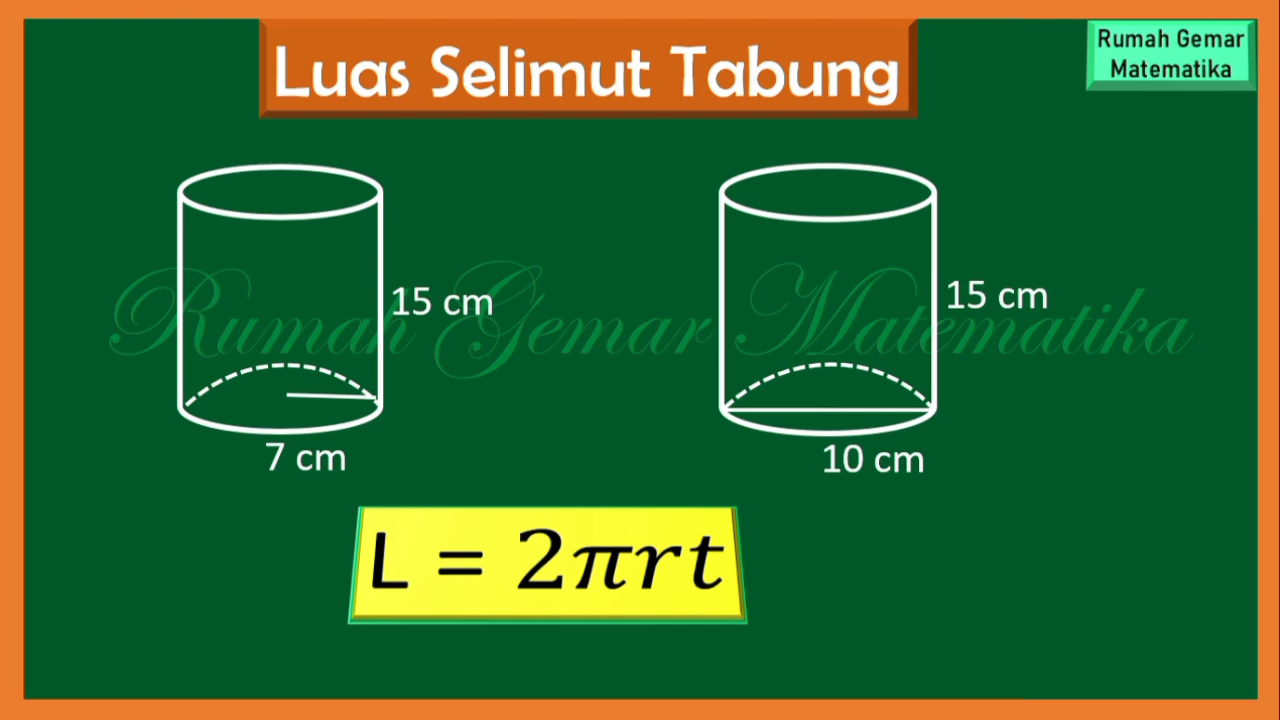 Luas Selimut Tabung
Rumah Gemar
Matematika
15 cm
15 cm
Rumah Gemar Matematika
7 cm
10 cm
L = 2πrt